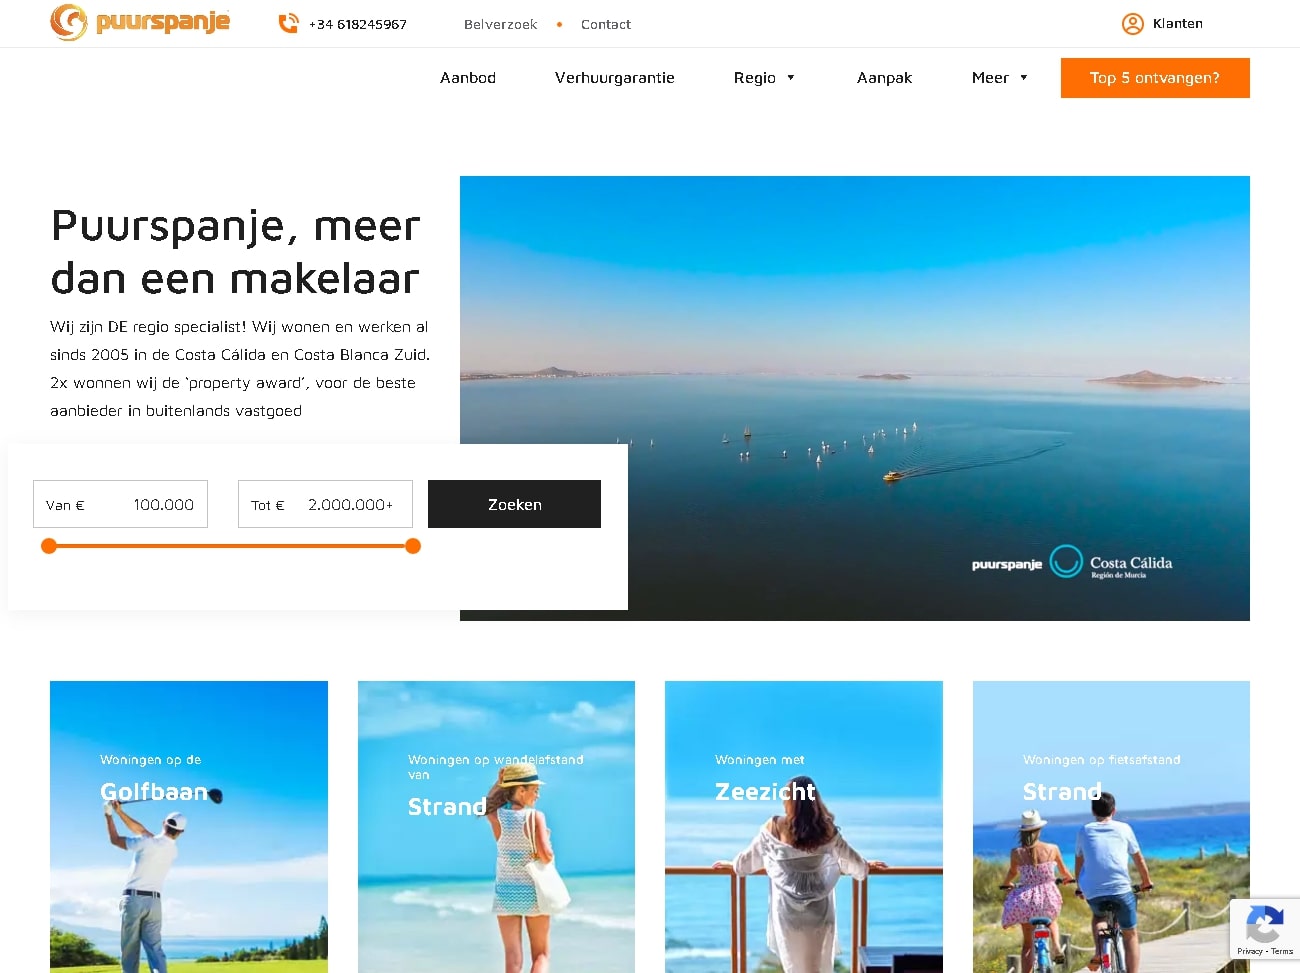 puurspanje
+34 618245967
Belverzoek • Contact
Klanten
Aanbod
Verhuurgarantie
Regio
Aanpak
Meer
Top 5 ontvangen?
Puurspanje, meer
dan een makelaar
Wij zijn DE regio specialist! Wij wonen en werken al
sinds 2005 in de Costa Cálida en Costa Blanca Zuid.
2x wonnen wij de ‘property award’, voor de beste
aanbieder in buitenlands vastgoed
Van € 100.000
Tot € 2.000.000+
Zoeken
puurspanje
Costa Cálida
Región de Murcia
Woningen op de
Golfbaan
Woningen op wandelafstand
van
Strand
Woningen met
Zeezicht
Woningen op fietsafstand
Strand
Privacy - Terms